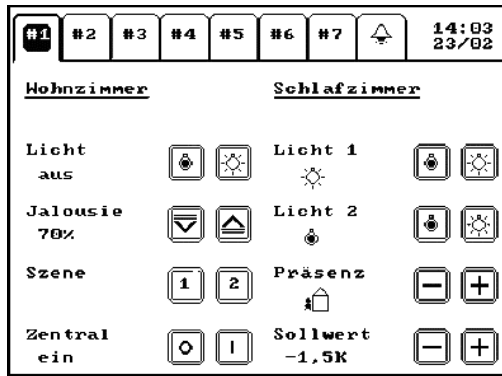 #1 #2 #3 #4 #5 #6 #7 14:03
23/02
Wohnzimmer
Licht
aus
Jalousie
70%
Szene 1 2
Zentral O I
ein
Schlafzimmer
Licht 1
Licht 2
Präsenz − +
Sollwert − +
-1,5K